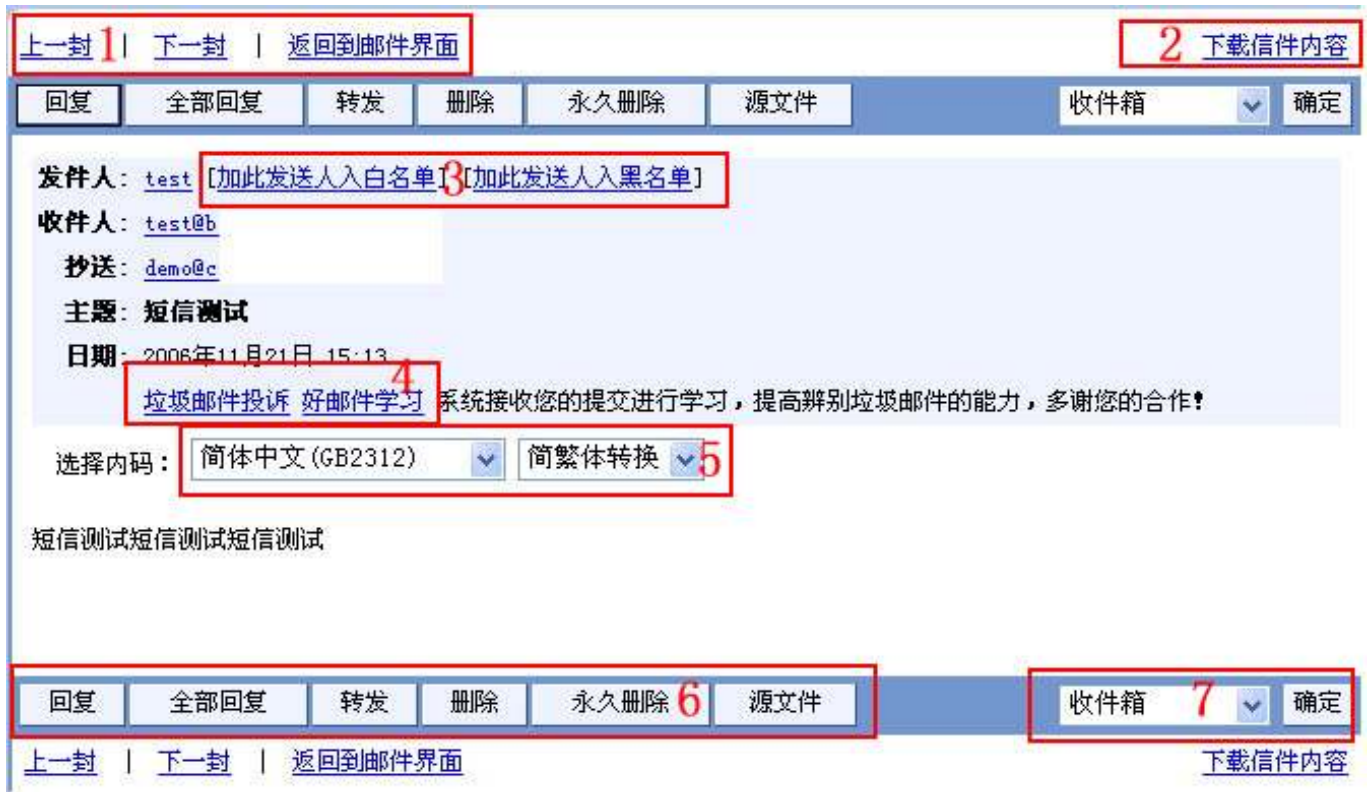 上一封 1 | 下一封 | 返回到邮件界面 2 下载信件内容
回复 全部回复 转发 删除 永久删除 源文件 收件箱 确定
发件人: test [加此发送人入白名单] 3 [加此发送人入黑名单]
收件人: test@b
抄送: demo@c
主题: 短信测试
日期: 2006年11月21日 15:13
4
垃圾邮件投诉 好邮件学习 系统接收您的提交进行学习，提高辨别垃圾邮件的能力，多谢您的合作！
选择内码： 简体中文(GB2312) 简繁体转换 5
短信测试短信测试短信测试
回复 全部回复 转发 删除 永久删除 6 源文件 收件箱 7 确定
上一封 | 下一封 | 返回到邮件界面 下载信件内容